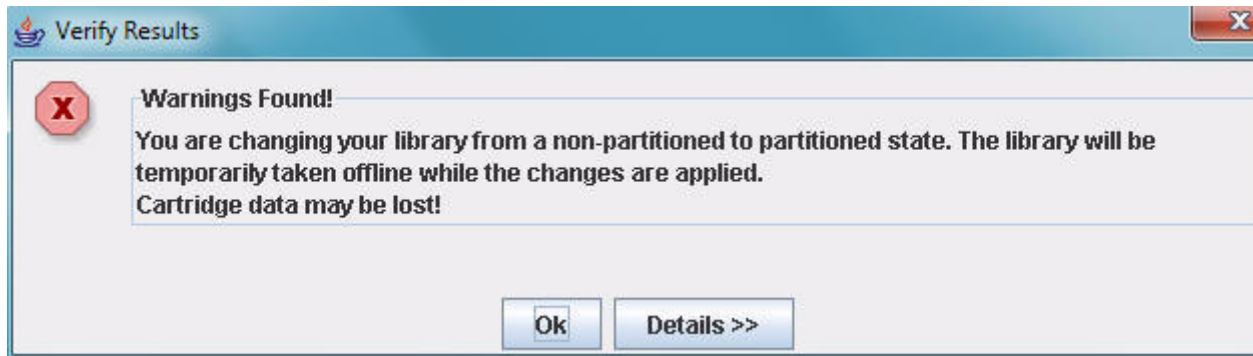 Verify Results
Warnings Found!
You are changing your library from a non-partitioned to partitioned state. The library will be
temporarily taken offline while the changes are applied.
Cartridge data may be lost!
Ok
Details >>